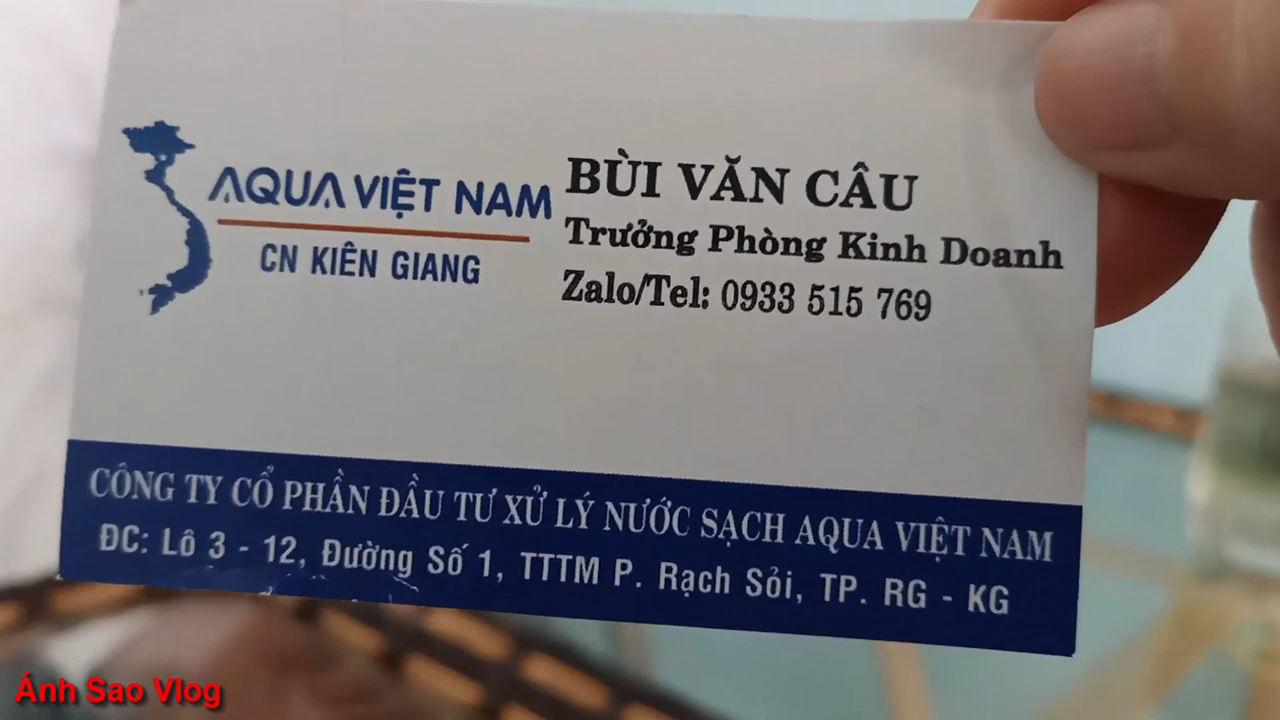 AQUA VIỆT NAM
CN KIÊN GIANG
BÙI VĂN CÂU
Trưởng Phòng Kinh Doanh
Zalo/Tel: 0933 515 769
CÔNG TY CỔ PHẦN ĐẦU TƯ XỬ LÝ NƯỚC SẠCH AQUA VIỆT NAM
ĐC: Lô 3 - 12, Đường Số 1, TTTM P. Rạch Sỏi, TP. RG - KG
Ánh Sao Vlog